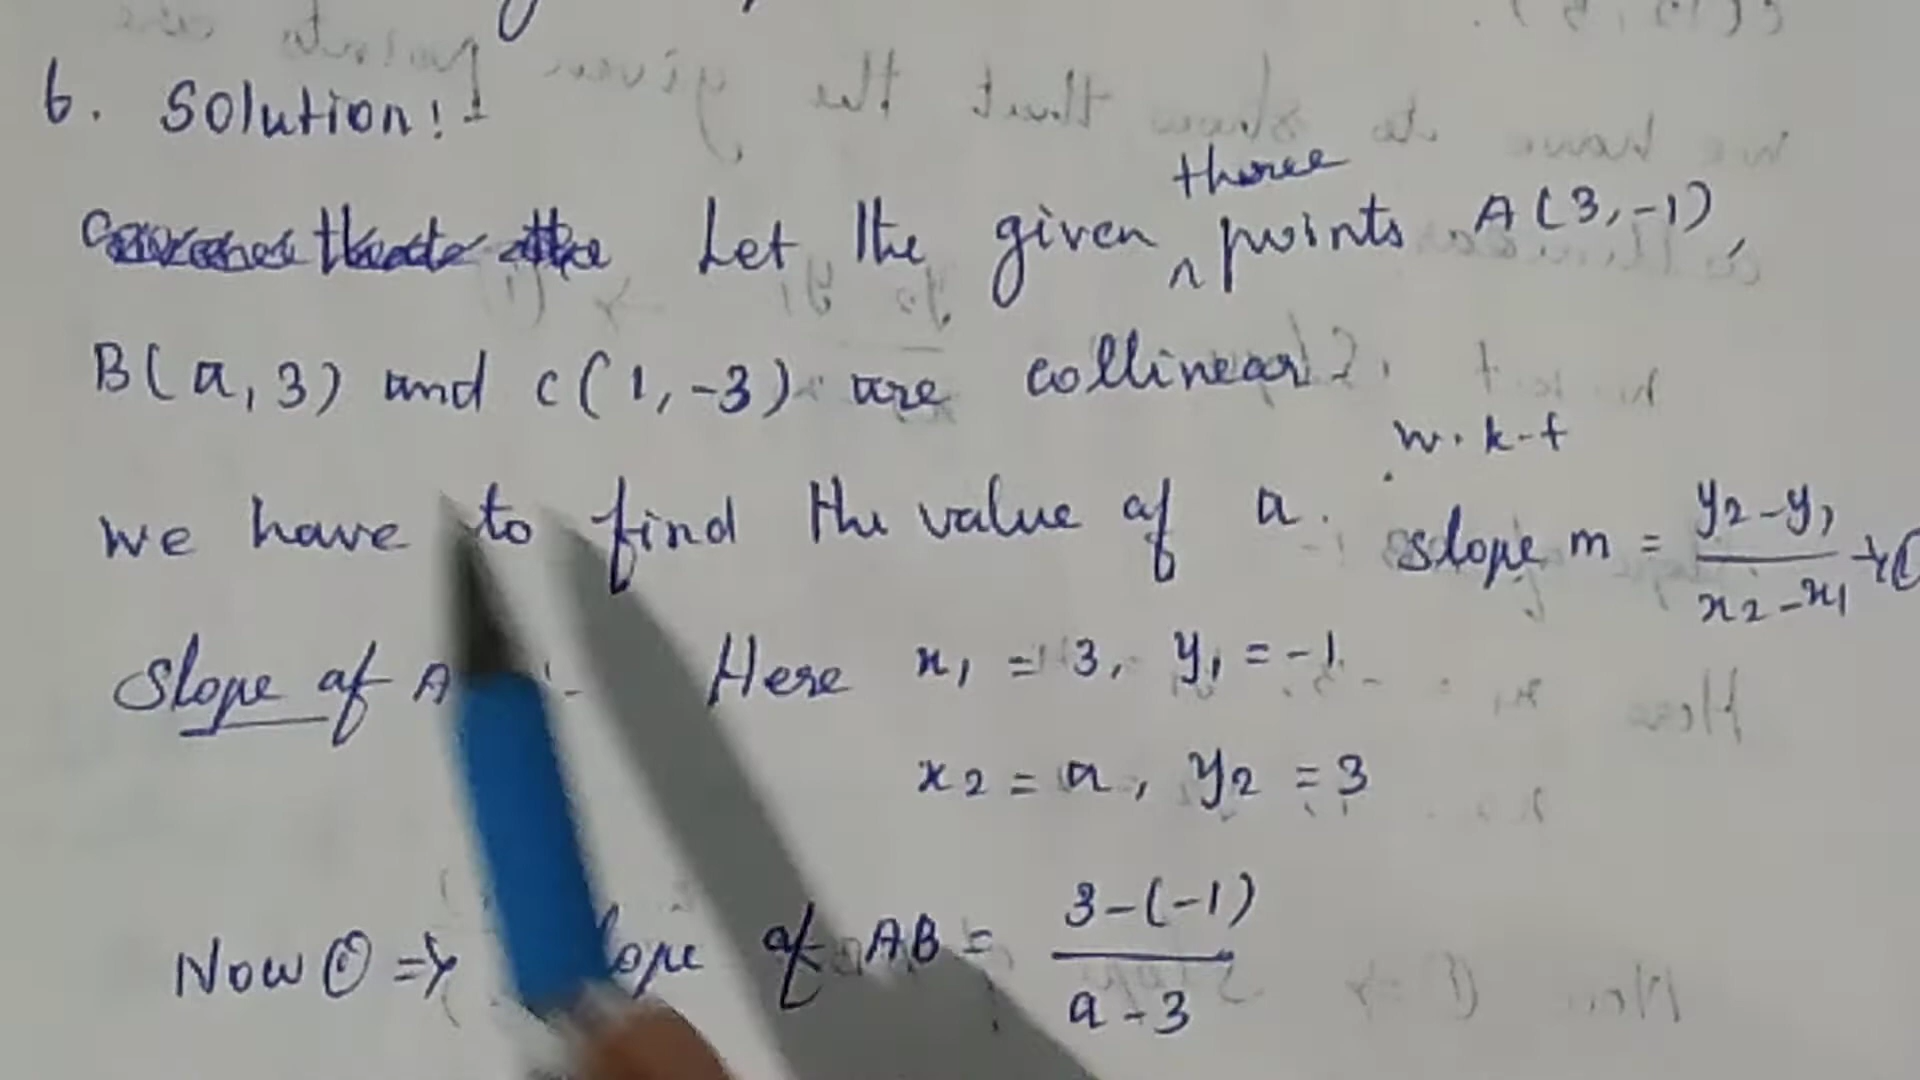 6. Solution:-
Let the given three points A(3,-1),
B(a,3) and C(1,-3) are collinear.
w.k.t
we have to find the value of a. slope m = (y2-y1)/(x2-x1) → ①
Slope of A Here x1 = 3, y1 = -1
x2 = a, y2 = 3
Now ① ⇒ of AB = (3-(-1))/(a-3)